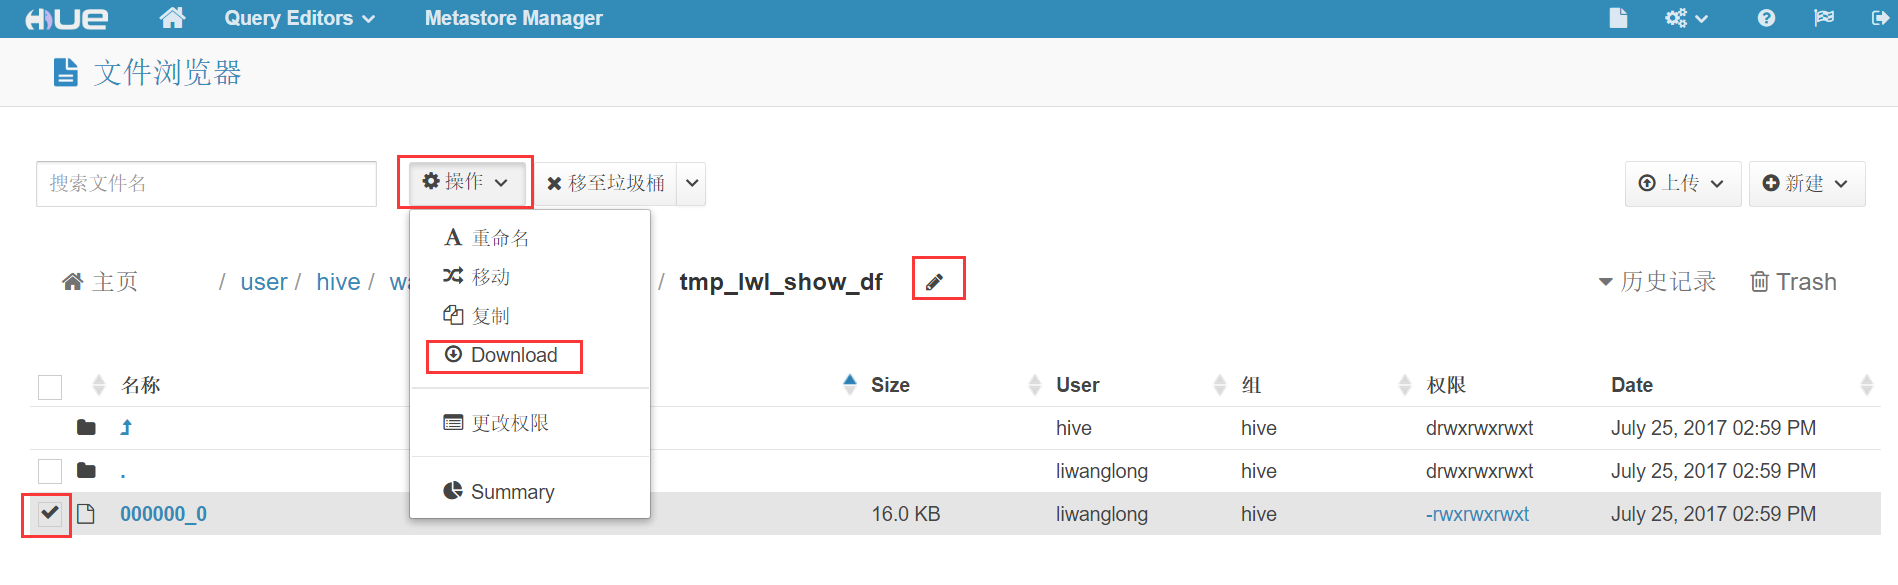 HUE Query Editors Metastore Manager
文件浏览器
搜索文件名 操作 移至垃圾桶 上传 新建
重命名
移动
主页 / user / hive / / tmp_lwl_show_df 历史记录 Trash
复制
Download
名称 Size User 组 权限 Date
更改权限
hive hive drwxrwxrwxt July 25, 2017 02:59 PM
. liwanglong hive drwxrwxrwxt July 25, 2017 02:59 PM
Summary
000000_0 16.0 KB liwanglong hive -rwxrwxrwxt July 25, 2017 02:59 PM